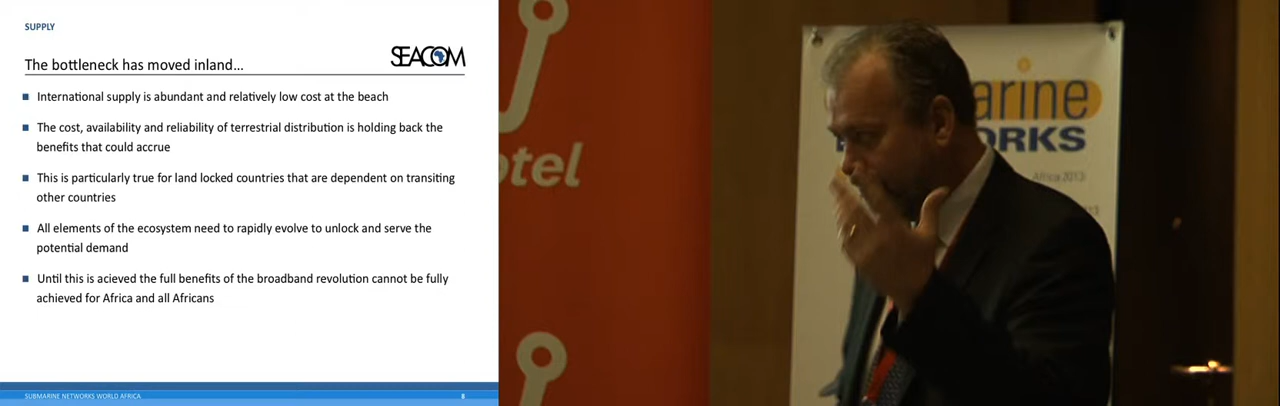 SUPPLY
The bottleneck has moved inland...
SEACOM
International supply is abundant and relatively low cost at the beach
The cost, availability and reliability of terrestrial distribution is holding back the
benefits that could accrue
This is particularly true for land locked countries that are dependent on transiting
other countries
All elements of the ecosystem need to rapidly evolve to unlock and serve the
potential demand
Until this is acieved the full benefits of the broadband revolution cannot be fully
achieved for Africa and all Africans
SUBMARINE NETWORKS WORLD AFRICA
8
otel
arine
ORKS
Africa 2013